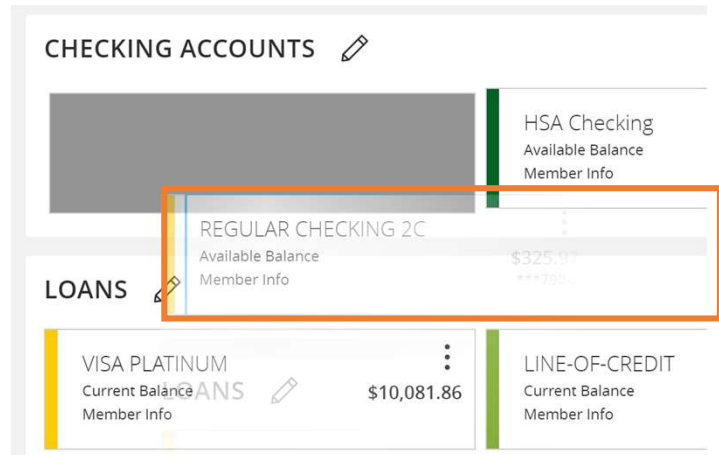 CHECKING ACCOUNTS
HSA Checking
Available Balance
Member Info
REGULAR CHECKING 2C
Available Balance
$325.97
Member Info
LOANS
VISA PLATINUM
Current Balance
$10,081.86
Member Info
LOANS
LINE-OF-CREDIT
Current Balance
Member Info